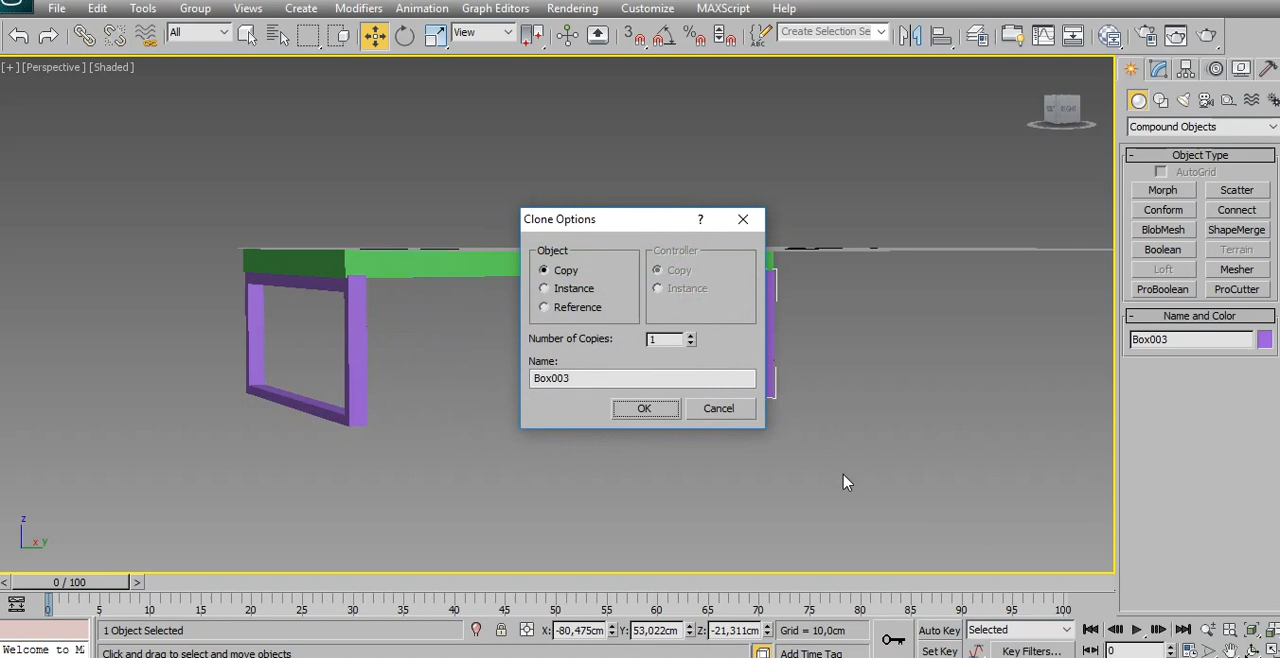 File Edit Tools Group Views Create Modifiers Animation Graph Editors Rendering Customize MAXScript Help
All View 3 Create Selection Se
[+] [Perspective] [Shaded]
Compound Objects
- Object Type
AutoGrid
Morph Scatter
Conform Connect
BlobMesh ShapeMerge
Boolean Terrain
Loft Mesher
ProBoolean ProCutter
- Name and Color
Box003
Clone Options ?
Object Controller
Copy Copy
Instance Instance
Reference
Number of Copies: 1
Name:
Box003
OK Cancel
z
x y
< 0 / 100 >
0 5 10 15 20 25 30 35 40 45 50 55 60 65 70 75 80 85 90 95 100
1 Object Selected X: -80,475cm Y: 53,022cm Z: -21,311cm Grid = 10,0cm Auto Key Selected
Welcome to M Click and drag to select and move objects Add Time Tag Set Key Key Filters... 0